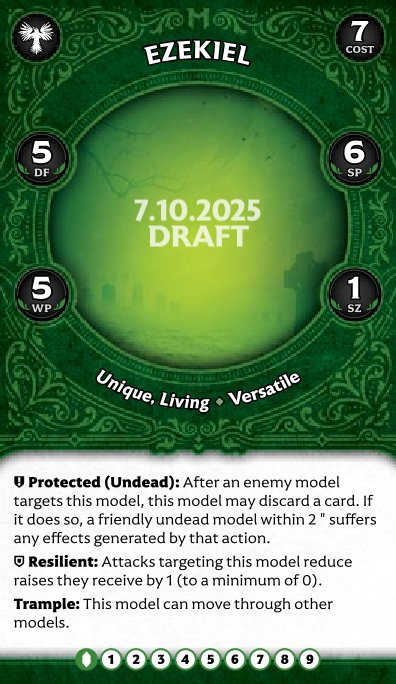 7
COST
EZEKIEL
5
DF
6
SP
7.10.2025
DRAFT
5
WP
1
SZ
Unique, Living ◆ Versatile
Protected (Undead): After an enemy model
targets this model, this model may discard a card. If
it does so, a friendly undead model within 2 " suffers
any effects generated by that action.
Resilient: Attacks targeting this model reduce
raises they receive by 1 (to a minimum of 0).
Trample: This model can move through other
models.
1 2 3 4 5 6 7 8 9